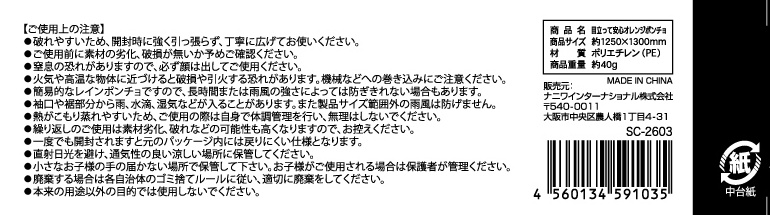 【ご使用上の注意】
●破れやすいため、開封時に強く引っ張らず、丁寧に広げてお使いください。
●ご使用前に素材の劣化、破損が無いか予めご確認ください。
●窒息の恐れがありますので、必ず顔は出してご使用ください。
●火気や高温な物体に近づけると破損や引火する恐れがあります。機械などへの巻き込みにご注意ください。
●簡易的なレインポンチョですので、長時間または雨風の強さによっては防ぎきれない場合もあります。
●袖口や裾部分から雨、水滴、湿気などが入ることがあります。また製品サイズ範囲外の雨風は防げません。
●熱がこもり蒸れやすいため、ご使用の際は自身で体調管理を行い、無理はしないでください。
●繰り返しのご使用は素材劣化、破れなどの可能性も高くなりますので、お控えください。
●一度でも開封されますと元のパッケージ内には戻りにくい仕様となります。
●直射日光を避け、通気性の良い涼しい場所に保管してください。
●小さなお子様の手の届かない場所で保管して下さい。お子様がご使用される場合は保護者が管理ください。
●廃棄する場合は各自治体のゴミ捨てルールに従い、適切に廃棄をしてください。
●本来の用途以外の目的では使用しないでください。
商品名 目立って安心オレンジポンチョ
商品サイズ 約1250×1300mm
材質 ポリエチレン(PE)
商品重量 約40g
MADE IN CHINA
販売元:
ナニワインターナショナル株式会社
〒540-0011
大阪市中央区農人橋1丁目4-31
SC-2603
4 560134 591035
紙
中台紙